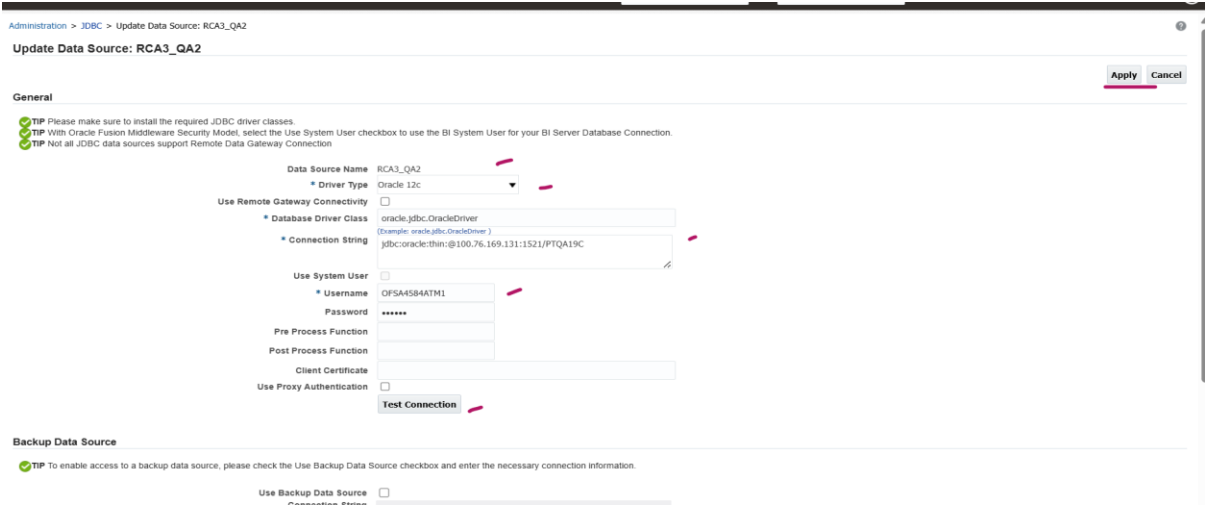 Administration > JDBC > Update Data Source: RCA3_QA2
Update Data Source: RCA3_QA2
Apply Cancel
General
TIP Please make sure to install the required JDBC driver classes.
TIP With Oracle Fusion Middleware Security Model, select the Use System User checkbox to use the BI System User for your BI Server Database Connection.
TIP Not all JDBC data sources support Remote Data Gateway Connection
Data Source Name RCA3_QA2
* Driver Type Oracle 12c
Use Remote Gateway Connectivity
* Database Driver Class oracle.jdbc.OracleDriver
(Example: oracle.jdbc.OracleDriver )
* Connection String jdbc:oracle:thin:@100.76.169.131:1521/PTQA19C
Use System User
* Username OFSA4584ATM1
Password ••••••
Pre Process Function
Post Process Function
Client Certificate
Use Proxy Authentication
Test Connection
Backup Data Source
TIP To enable access to a backup data source, please check the Use Backup Data Source checkbox and enter the necessary connection information.
Use Backup Data Source
Connection String